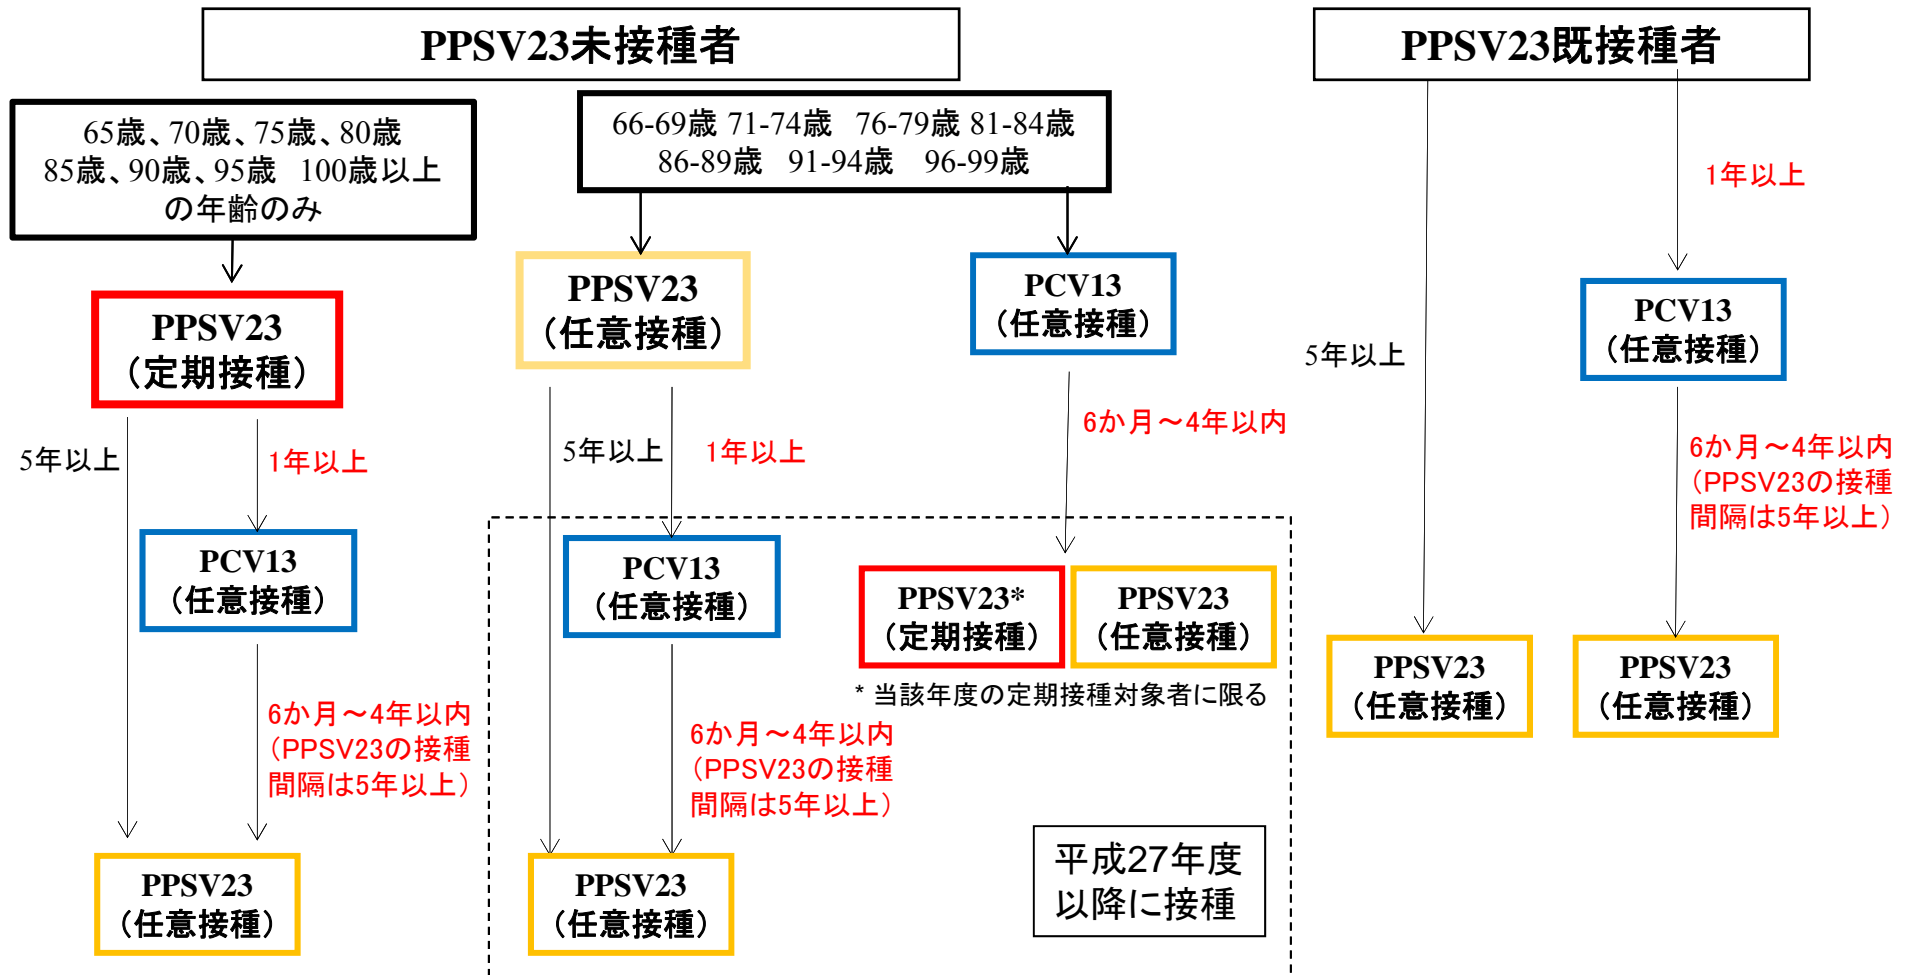 PPSV23未接種者
65歳、70歳、75歳、80歳
85歳、90歳、95歳 100歳以上
の年齢のみ
66-69歳 71-74歳 76-79歳 81-84歳
86-89歳 91-94歳 96-99歳
PPSV23
（定期接種）
5年以上
1年以上
PCV13
（任意接種）
6か月～4年以内
（PPSV23の接種
間隔は5年以上）
PPSV23
（任意接種）
PPSV23
（任意接種）
5年以上
1年以上
PCV13
（任意接種）
6か月～4年以内
（PPSV23の接種
間隔は5年以上）
PPSV23
（任意接種）
PCV13
（任意接種）
6か月～4年以内
PPSV23*
（定期接種）
PPSV23
（任意接種）
* 当該年度の定期接種対象者に限る
平成27年度
以降に接種
PPSV23既接種者
5年以上
1年以上
PCV13
（任意接種）
6か月～4年以内
（PPSV23の接種
間隔は5年以上）
PPSV23
（任意接種）
PPSV23
（任意接種）